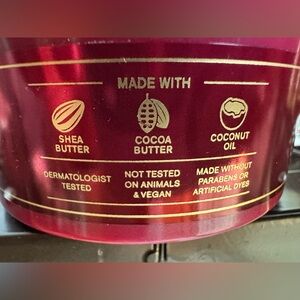 MADE WITH
SHEA
BUTTER
COCOA
BUTTER
COCONUT
OIL
DERMATOLOGIST
TESTED
NOT TESTED
ON ANIMALS
& VEGAN
MADE WITHOUT
PARABENS OR
ARTIFICIAL DYES